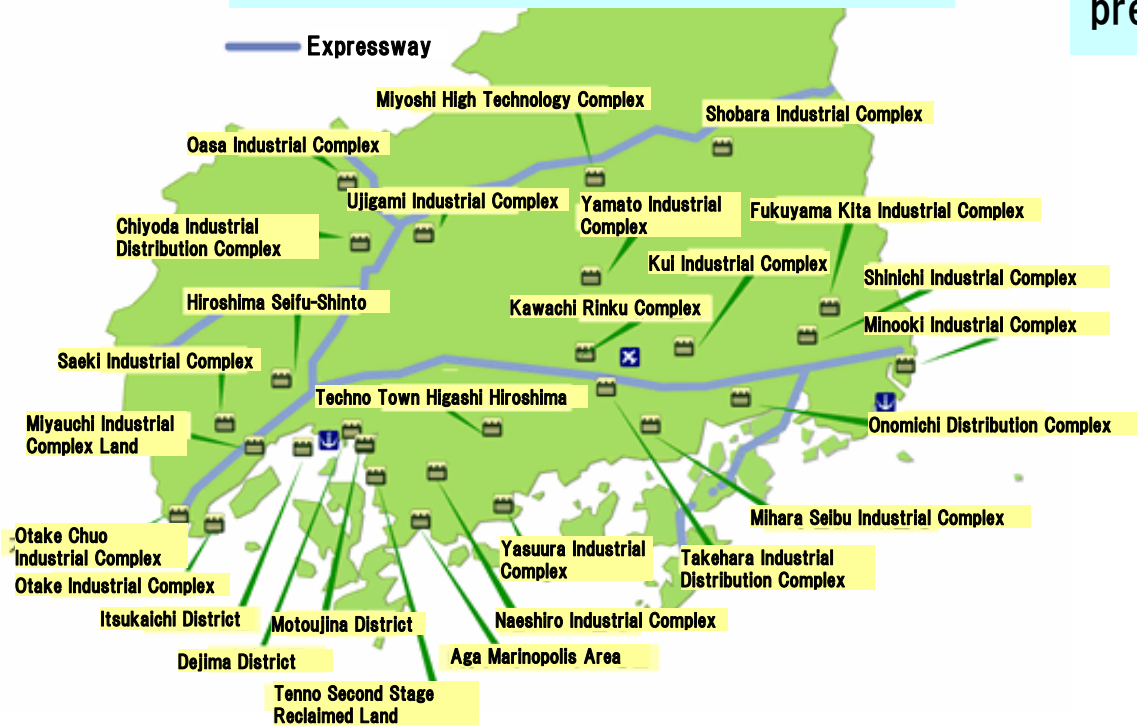 pre
Expressway
Miyoshi High Technology Complex
Shobara Industrial Complex
Oasa Industrial Complex
Ujigami Industrial Complex
Yamato Industrial
Complex
Fukuyama Kita Industrial Complex
Chiyoda Industrial
Distribution Complex
Kui Industrial Complex
Shinichi Industrial Complex
Hiroshima Seifu-Shinto
Kawachi Rinku Complex
Minooki Industrial Complex
Saeki Industrial Complex
Techno Town Higashi Hiroshima
Miyauchi Industrial
Complex Land
Onomichi Distribution Complex
Mihara Seibu Industrial Complex
Otake Chuo
Industrial Complex
Yasuura Industrial
Complex
Takehara Industrial
Distribution Complex
Otake Industrial Complex
Itsukaichi District
Motoujina District
Naeshiro Industrial Complex
Dejima District
Aga Marinopolis Area
Tenno Second Stage
Reclaimed Land